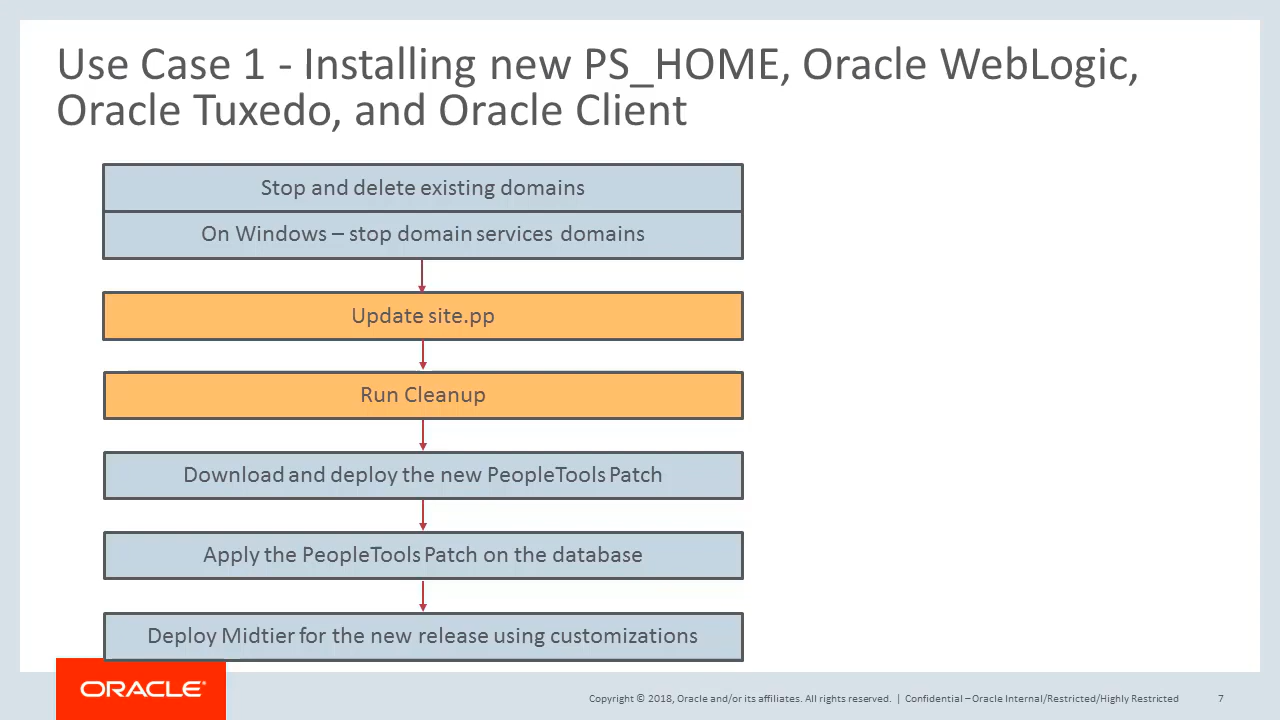 Use Case 1 - Installing new PS_HOME, Oracle WebLogic,
Oracle Tuxedo, and Oracle Client
Stop and delete existing domains
On Windows – stop domain services domains
Update site.pp
Run Cleanup
Download and deploy the new PeopleTools Patch
Apply the PeopleTools Patch on the database
Deploy Midtier for the new release using customizations
ORACLE®
Copyright © 2018, Oracle and/or its affiliates. All rights reserved. | Confidential – Oracle Internal/Restricted/Highly Restricted 7